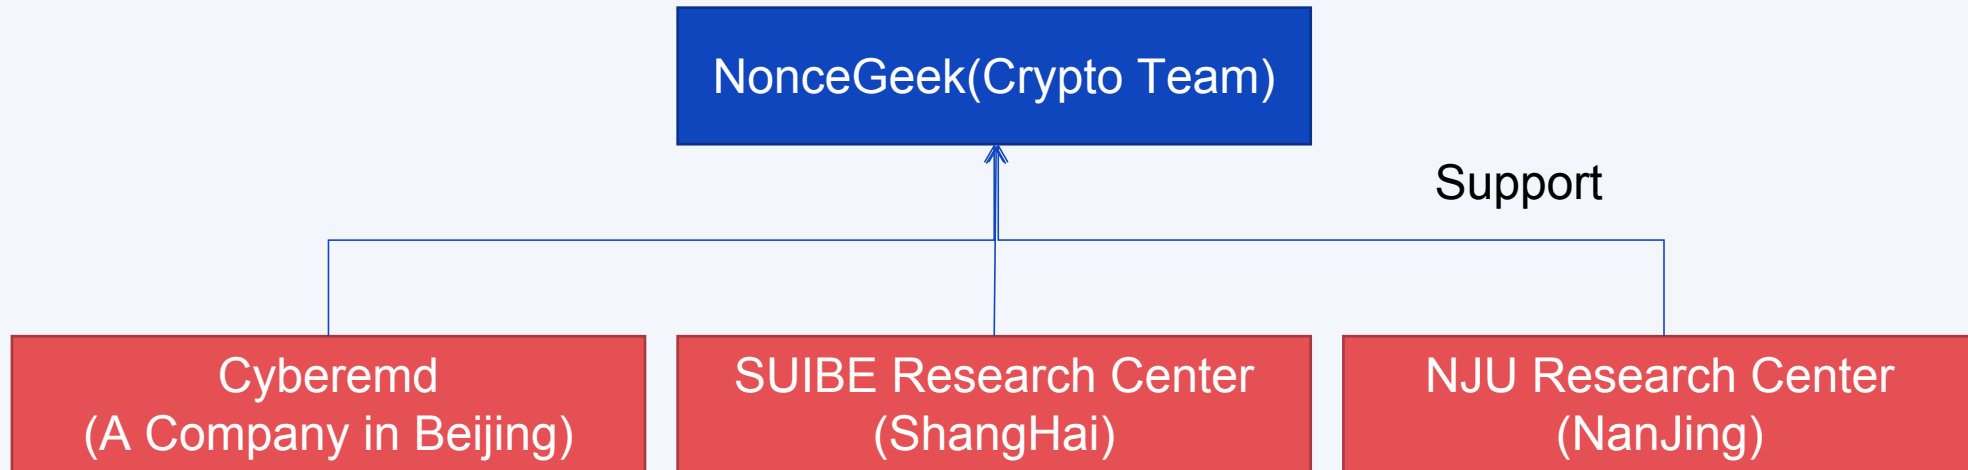 NonceGeek(Crypto Team)
Support
Cyberemd
(A Company in Beijing)
SUIBE Research Center
(ShangHai)
NJU Research Center
(NanJing)